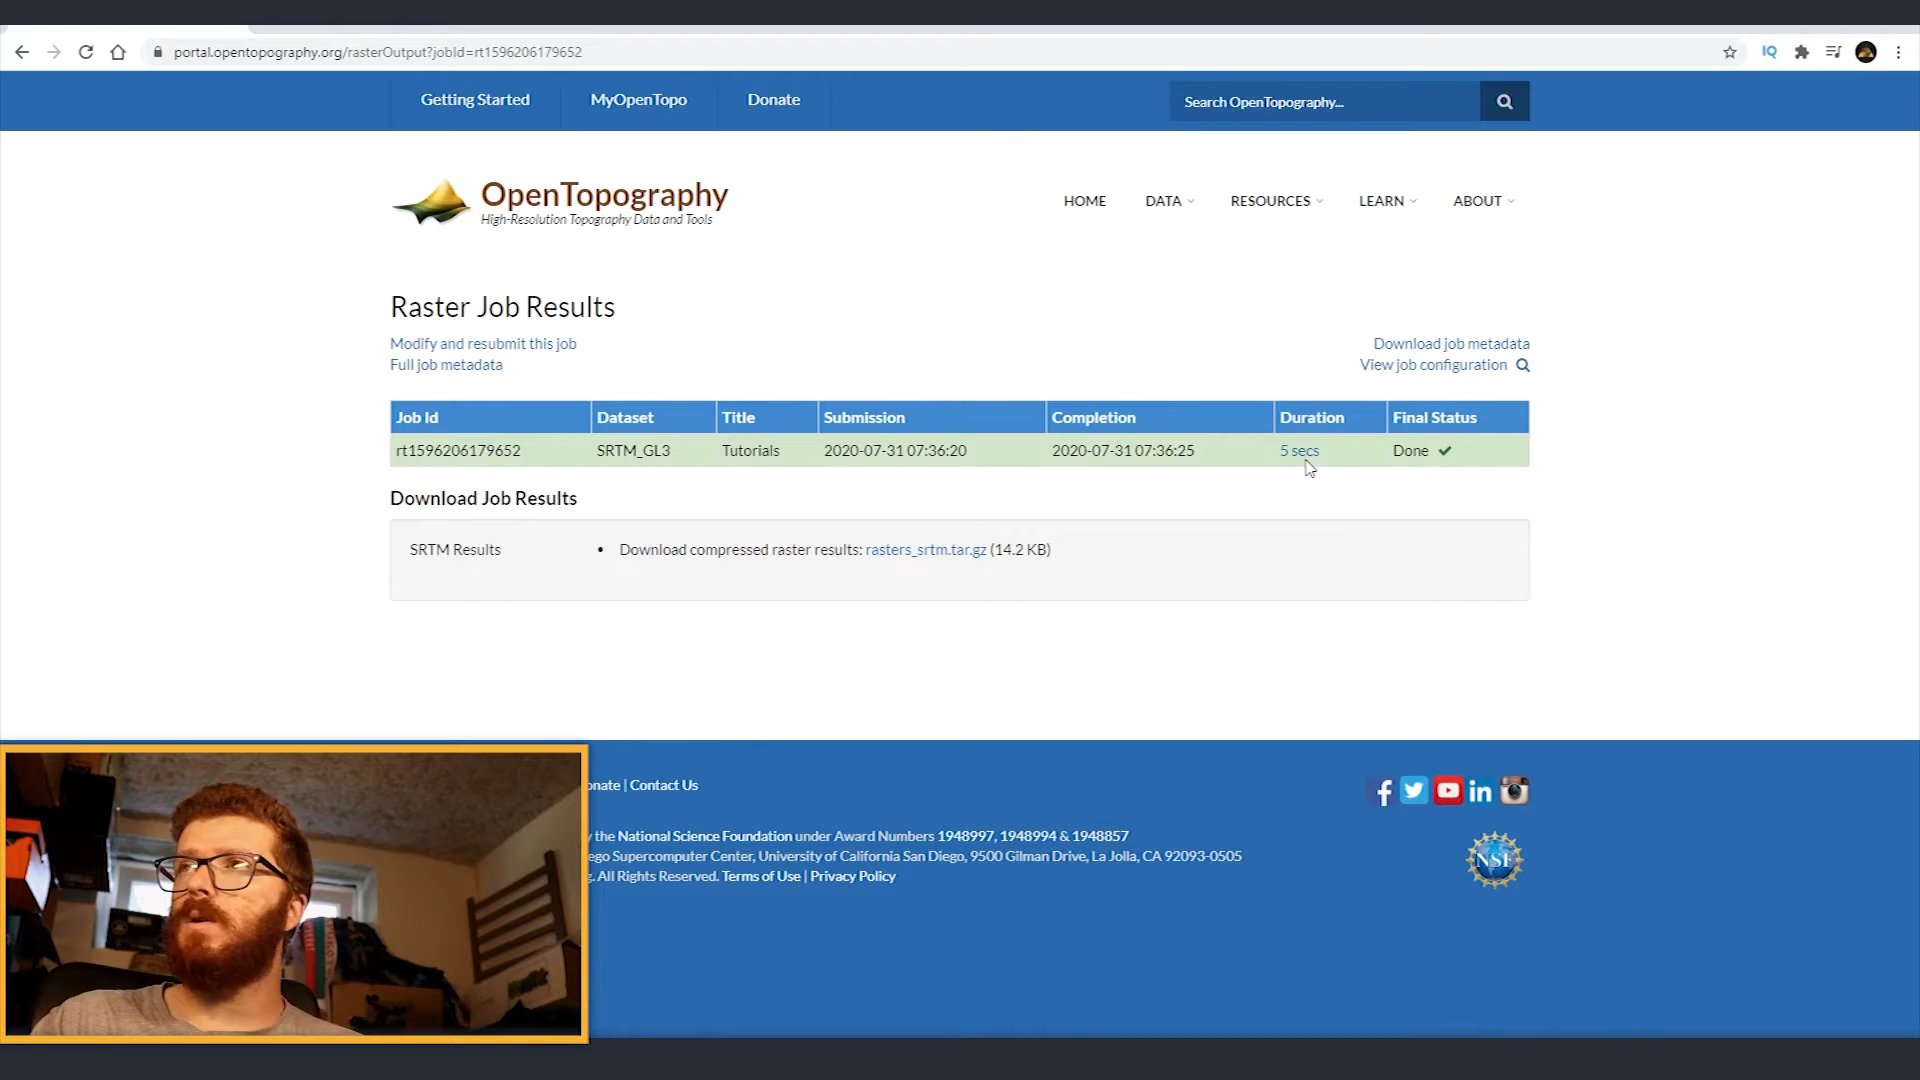 portal.opentopography.org/rasterOutput?jobId=rt1596206179652
IQ
Getting Started
MyOpenTopo
Donate
Search OpenTopography...
OpenTopography
High-Resolution Topography Data and Tools
HOME
DATA
RESOURCES
LEARN
ABOUT
Raster Job Results
Modify and resubmit this job
Download job metadata
Full job metadata
View job configuration
Job Id Dataset Title Submission Completion Duration Final Status
rt1596206179652 SRTM_GL3 Tutorials 2020-07-31 07:36:20 2020-07-31 07:36:25 5 secs Done
Download Job Results
SRTM Results • Download compressed raster results: rasters_srtm.tar.gz (14.2 KB)
onate | Contact Us
y the National Science Foundation under Award Numbers 1948997, 1948994 & 1948857
ego Supercomputer Center, University of California San Diego, 9500 Gilman Drive, La Jolla, CA 92093-0505
g. All Rights Reserved. Terms of Use | Privacy Policy
NSF